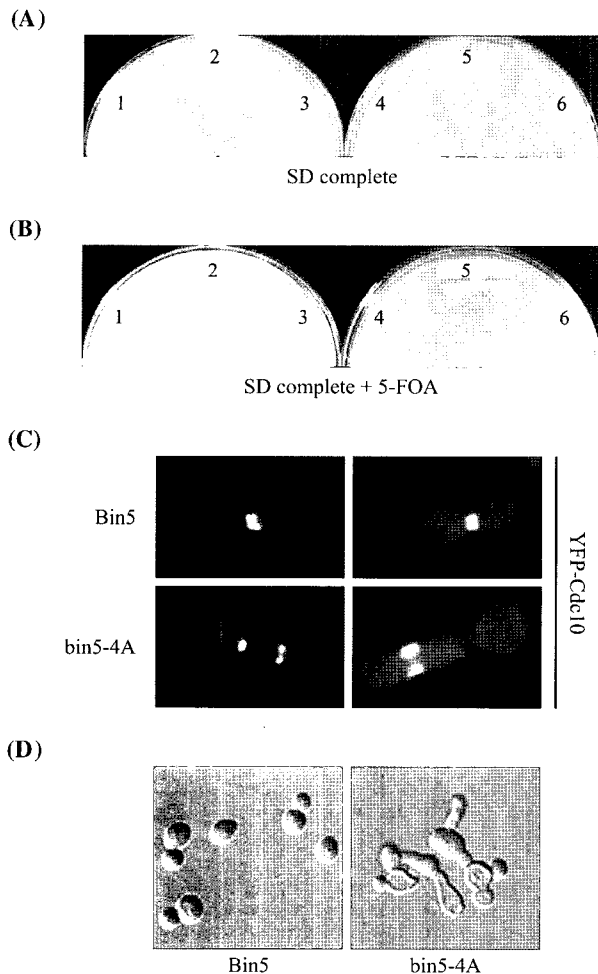 (A)
1 2 3 4 5 6
SD complete
(B)
1 2 3 4 5 6
SD complete + 5-FOA
(C)
Bin5
bin5-4A
YFP-Cdc10
(D)
Bin5 bin5-4A